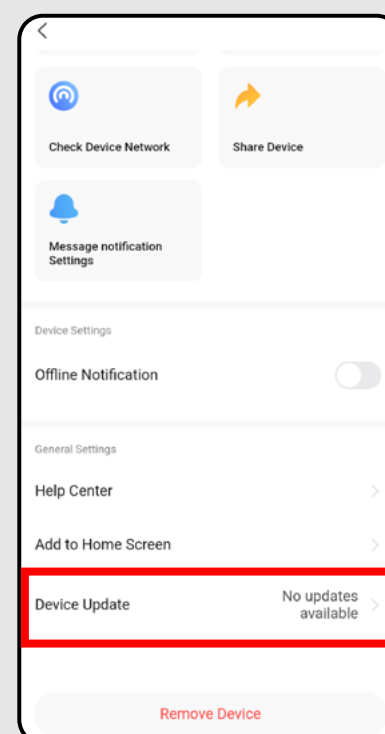 Check Device Network
Share Device
Message notification
Settings
Device Settings
Offline Notification
General Settings
Help Center
Add to Home Screen
Device Update
No updates
available
Remove Device